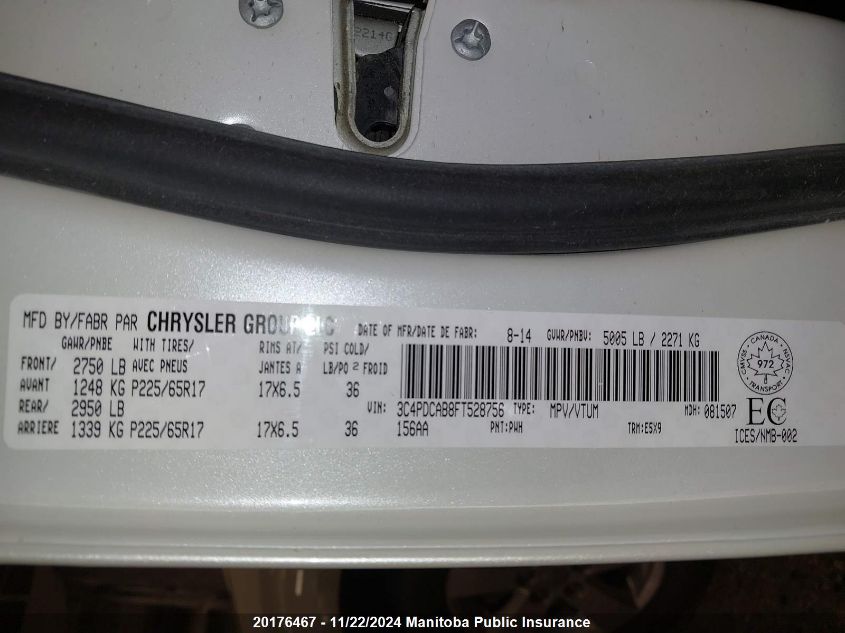 2214G
MFD BY/FABR PAR CHRYSLER GROUP LLC DATE OF MFR/DATE DE FABR: 8-14 GVWR/PNBV: 5005 LB / 2271 KG
GAWR/PNBE WITH TIRES/ RIMS AT/ PSI COLD/
FRONT/ 2750 LB AVEC PNEUS JANTES A LB/PO 2 FROID
AVANT 1248 KG P225/65R17 17X6.5 36
REAR/ 2950 LB VIN: 3C4PDCAB8FT528756 TYPE: MPV/VTUM MDH: 081507
ARRIERE 1339 KG P225/65R17 17X6.5 36 156AA PNT:PWH TRM:E5X9
CANADA
CMVSS NSVAC
972
TRANSPORT
EC
ICES/NMB-002
20176467 - 11/22/2024 Manitoba Public Insurance